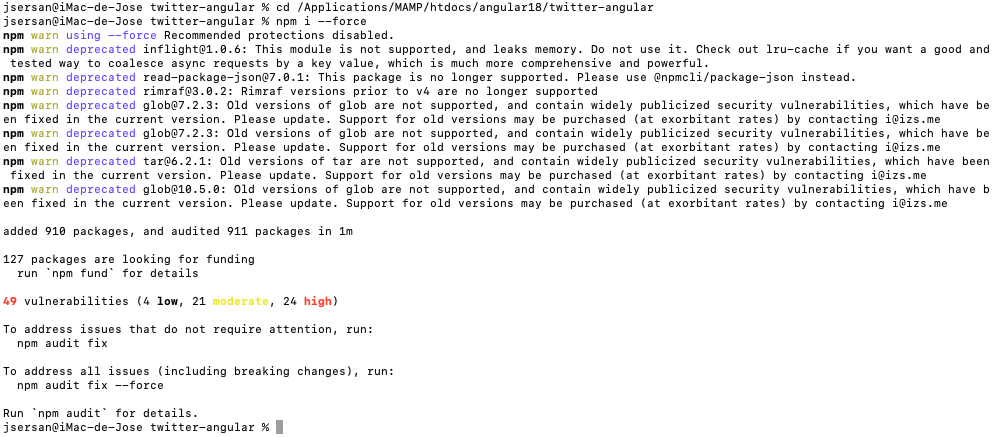 jsersan@iMac-de-Jose twitter-angular % cd /Applications/MAMP/htdocs/angular18/twitter-angular
jsersan@iMac-de-Jose twitter-angular % npm i --force
npm warn using --force Recommended protections disabled.
npm warn deprecated inflight@1.0.6: This module is not supported, and leaks memory. Do not use it. Check out lru-cache if you want a good and
tested way to coalesce async requests by a key value, which is much more comprehensive and powerful.
npm warn deprecated read-package-json@7.0.1: This package is no longer supported. Please use @npmcli/package-json instead.
npm warn deprecated rimraf@3.0.2: Rimraf versions prior to v4 are no longer supported
npm warn deprecated glob@7.2.3: Old versions of glob are not supported, and contain widely publicized security vulnerabilities, which have be
en fixed in the current version. Please update. Support for old versions may be purchased (at exorbitant rates) by contacting i@izs.me
npm warn deprecated glob@7.2.3: Old versions of glob are not supported, and contain widely publicized security vulnerabilities, which have be
en fixed in the current version. Please update. Support for old versions may be purchased (at exorbitant rates) by contacting i@izs.me
npm warn deprecated tar@6.2.1: Old versions of tar are not supported, and contain widely publicized security vulnerabilities, which have been
fixed in the current version. Please update. Support for old versions may be purchased (at exorbitant rates) by contacting i@izs.me
npm warn deprecated glob@10.5.0: Old versions of glob are not supported, and contain widely publicized security vulnerabilities, which have b
een fixed in the current version. Please update. Support for old versions may be purchased (at exorbitant rates) by contacting i@izs.me
added 910 packages, and audited 911 packages in 1m
127 packages are looking for funding
run `npm fund` for details
49 vulnerabilities (4 low, 21 moderate, 24 high)
To address issues that do not require attention, run:
npm audit fix
To address all issues (including breaking changes), run:
npm audit fix --force
Run `npm audit` for details.
jsersan@iMac-de-Jose twitter-angular %